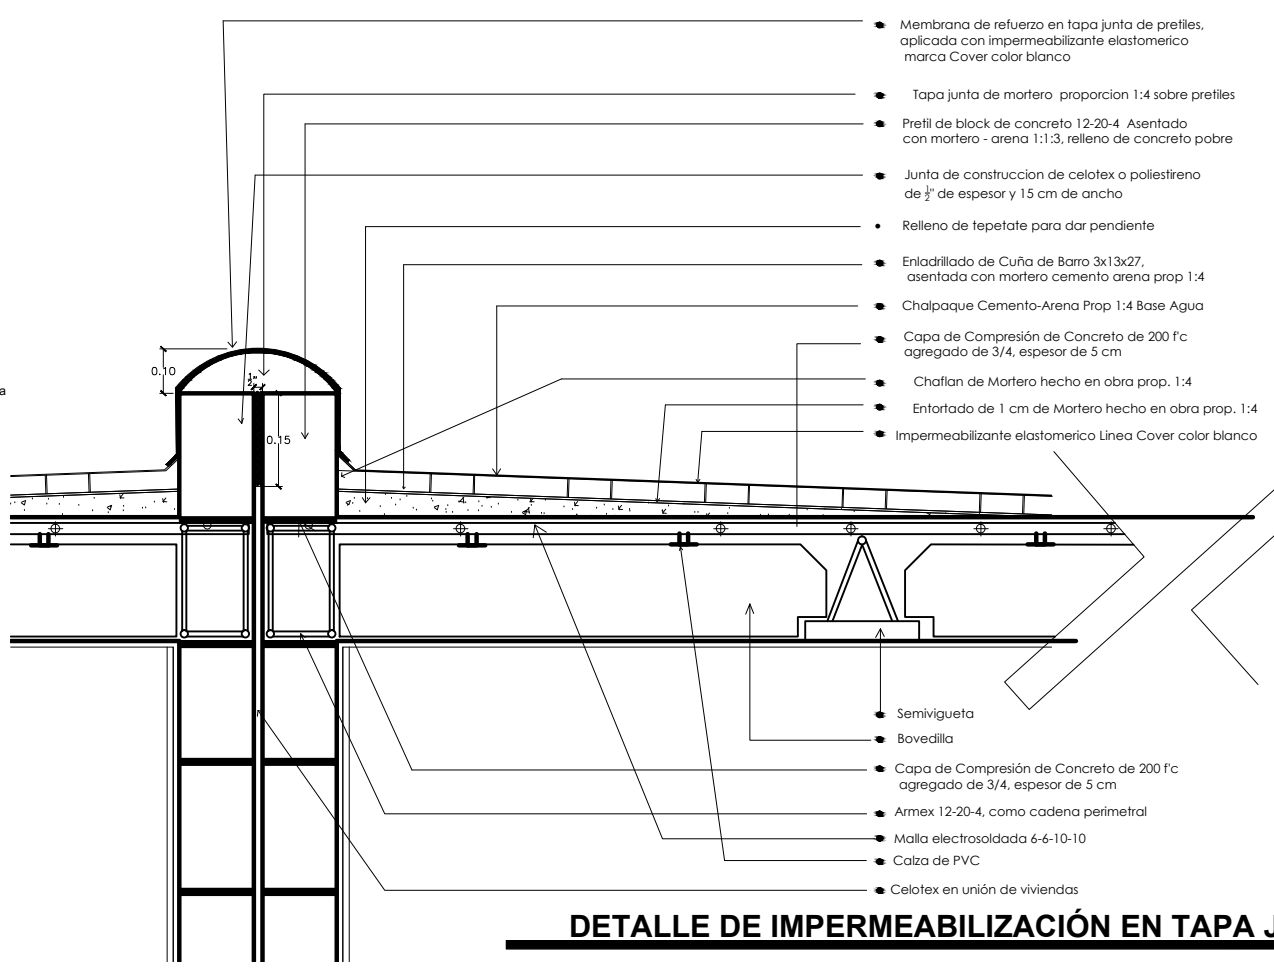 Membrana de refuerzo en tapa junta de pretiles,
aplicada con impermeabilizante elastomerico
marca Cover color blanco
Tapa junta de mortero proporcion 1:4 sobre pretiles
Pretil de block de concreto 12-20-4 Asentado
con mortero - arena 1:1:3, relleno de concreto pobre
Junta de construccion de celotex o poliestireno
de ½" de espesor y 15 cm de ancho
Relleno de tepetate para dar pendiente
Enladrillado de Cuña de Barro 3x13x27,
asentada con mortero cemento arena prop 1:4
Chalpaque Cemento-Arena Prop 1:4 Base Agua
Capa de Compresión de Concreto de 200 f'c
agregado de 3/4, espesor de 5 cm
Chaflan de Mortero hecho en obra prop. 1:4
Entortado de 1 cm de Mortero hecho en obra prop. 1:4
Impermeabilizante elastomerico Linea Cover color blanco
0.10
½"
a
0.15
Semivigueta
Bovedilla
Capa de Compresión de Concreto de 200 f'c
agregado de 3/4, espesor de 5 cm
Armex 12-20-4, como cadena perimetral
Malla electrosoldada 6-6-10-10
Calza de PVC
Celotex en unión de viviendas
DETALLE DE IMPERMEABILIZACIÓN EN TAPA J